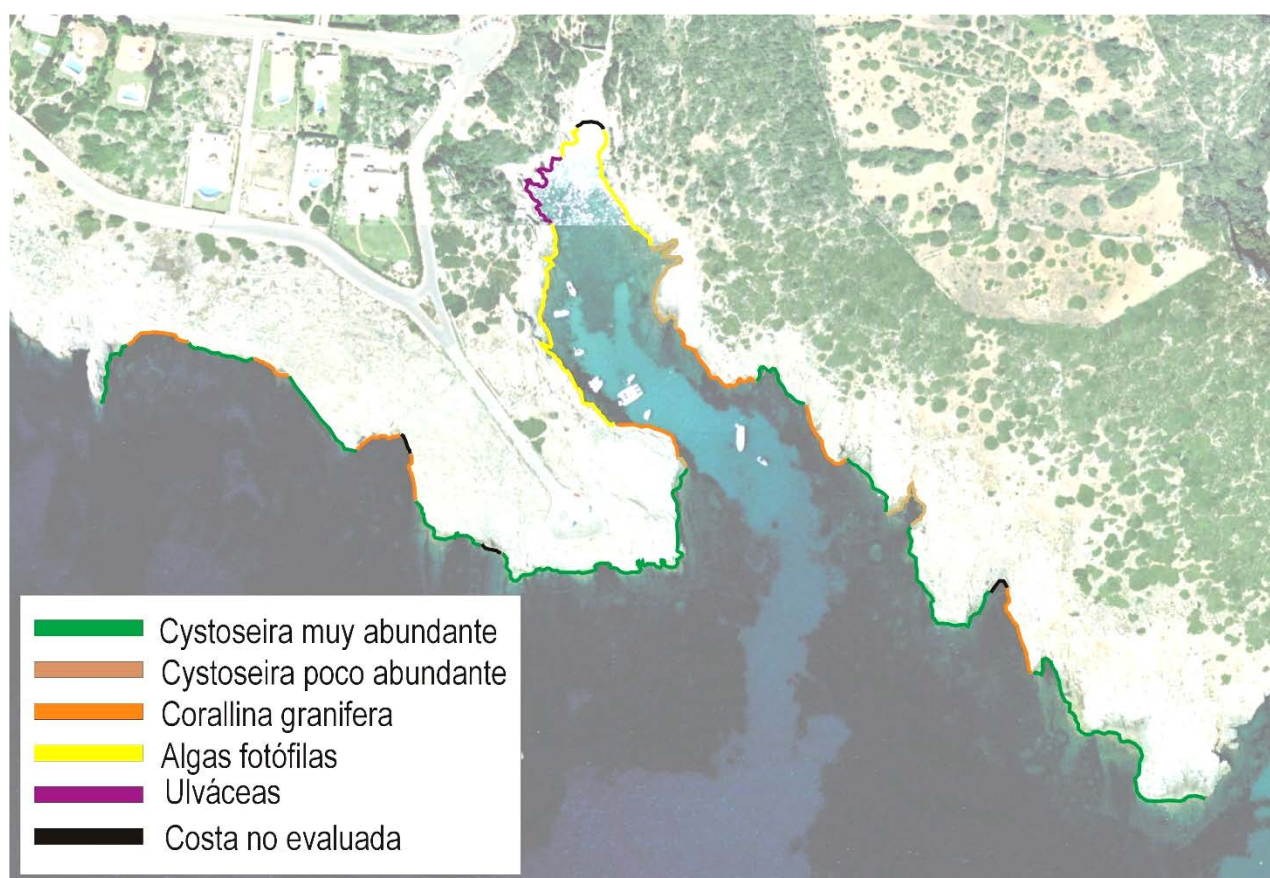 Cystoseira muy abundante
Cystoseira poco abundante
Corallina granifera
Algas fotófilas
Ulváceas
Costa no evaluada